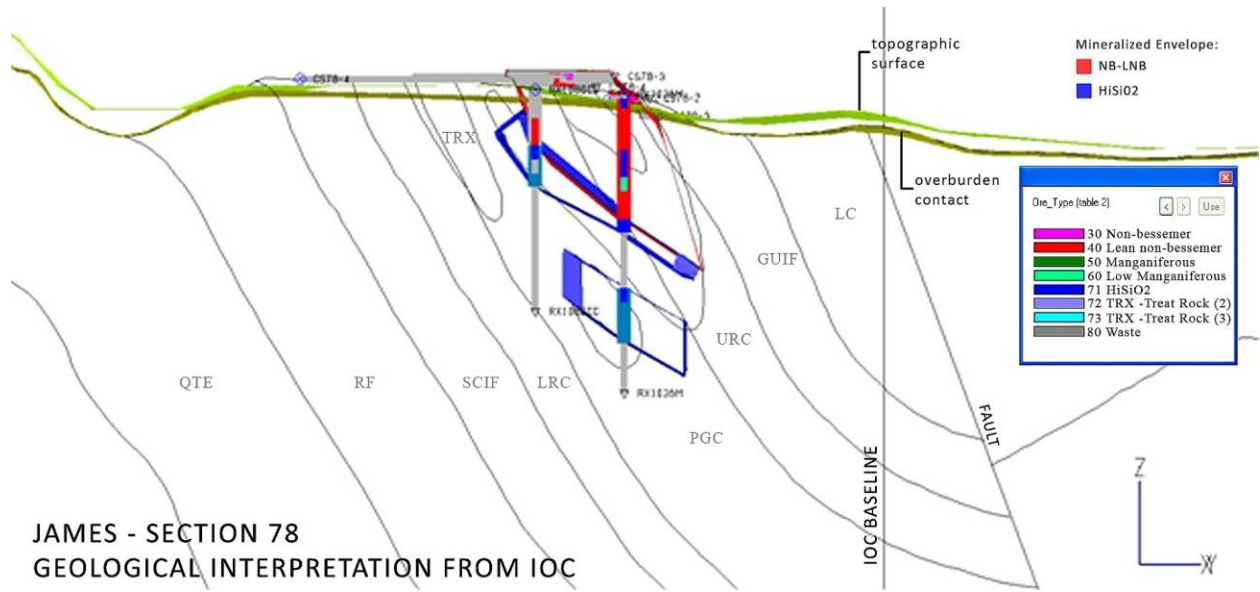 topographic
surface
Mineralized Envelope:
NB-LNB
HiSi02
CS78-4
CS78-3
CS78-2
TRX
overburden
contact
Ore_Type (table 2)
< > Use
30 Non-bessemer
40 Lean non-bessemer
50 Manganiferous
60 Low Manganiferous
71 HiSiO2
72 TRX -Treat Rock (2)
73 TRX -Treat Rock (3)
80 Waste
LC
GUIF
URC
QTE
RF
SCIF
LRC
RX1036M
PGC
FAULT
IOC BASELINE
Z
JAMES - SECTION 78
GEOLOGICAL INTERPRETATION FROM IOC